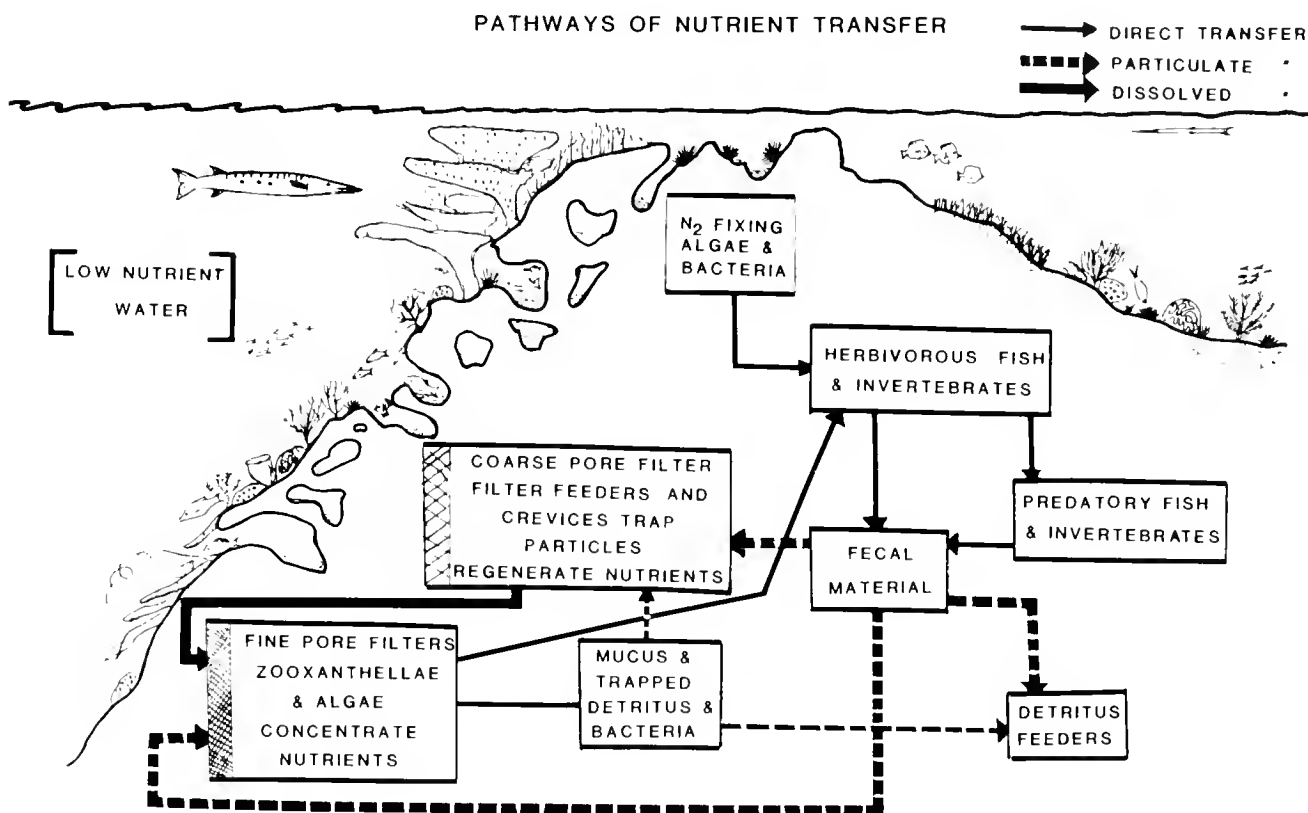 PATHWAYS OF NUTRIENT TRANSFER
DIRECT TRANSFER
PARTICULATE "
DISSOLVED "
LOW NUTRIENT
WATER
N2 FIXING
ALGAE &
BACTERIA
HERBIVOROUS FISH
& INVERTEBRATES
COARSE PORE FILTER
FILTER FEEDERS AND
CREVICES TRAP
PARTICLES
REGENERATE NUTRIENTS
PREDATORY FISH
& INVERTEBRATES
FECAL
MATERIAL
FINE PORE FILTERS
ZOOXANTHELLAE
& ALGAE
CONCENTRATE
NUTRIENTS
MUCUS &
TRAPPED
DETRITUS &
BACTERIA
DETRITUS
FEEDERS